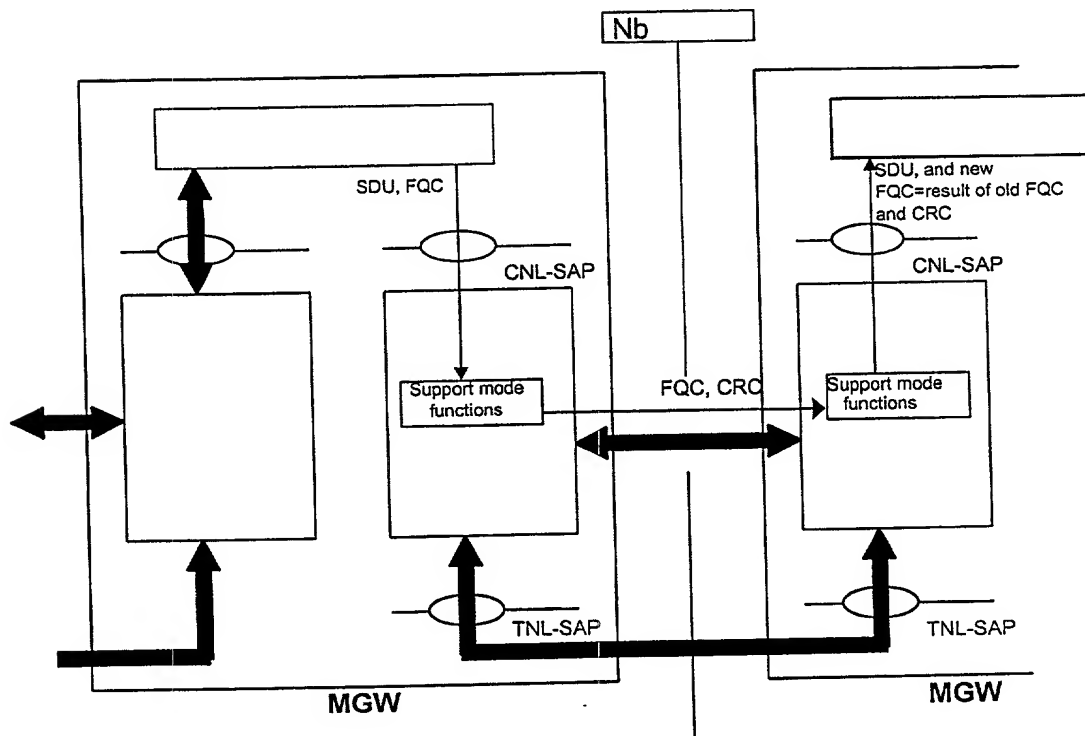 Nb
SDU, FQC
SDU, and new
FQC=result of old FQC
and CRC
CNL-SAP
CNL-SAP
Support mode
functions
FQC, CRC
Support mode
functions
TNL-SAP
TNL-SAP
MGW
MGW